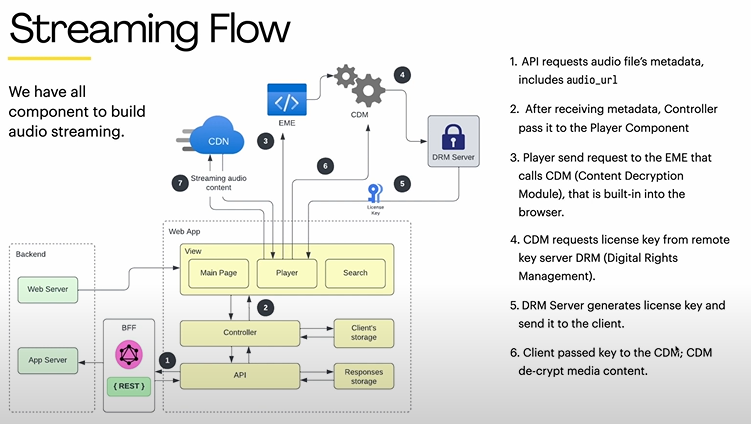 Streaming Flow
We have all
component to build
audio streaming.
CDN
EME
CDM
DRM Server
License
Key
Streaming audio
content
1
2
3
4
5
6
7
Backend
Web Server
App Server
BFF
{ REST }
Web App
View
Main Page
Player
Search
Controller
Client's
storage
API
Responses
storage
1. API requests audio file's metadata,
includes audio_url
2. After receiving metadata, Controller
pass it to the Player Component
3. Player send request to the EME that
calls CDM (Content Decryption
Module), that is built-in into the
browser.
4. CDM requests license key from remote
key server DRM (Digital Rights
Management).
5. DRM Server generates license key and
send it to the client.
6. Client passed key to the CDM; CDM
de-crypt media content.